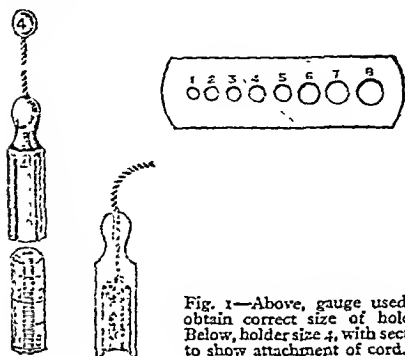 4
1 2 3 4 5 6 7 8
Fig. 1—Above, gauge used
obtain correct size of hol
Below, holder size 4, with sec
to show attachment of cord.